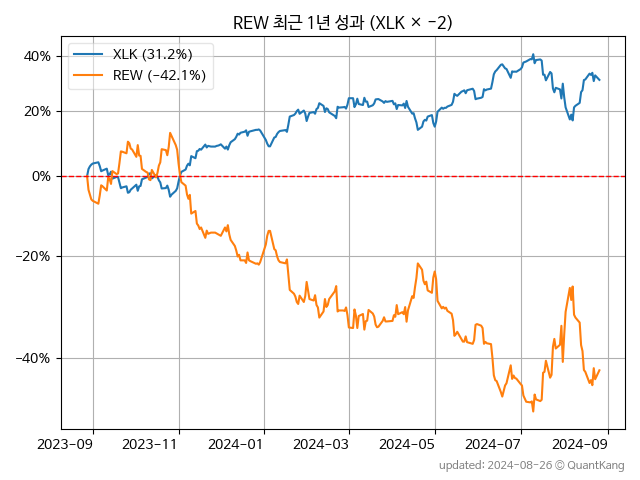 REW 최근 1년 성과 (XLK × −2)
XLK (31.2%)
REW (−42.1%)
40%
20%
0%
−20%
−40%
2023-09 2023-11 2024-01 2024-03 2024-05 2024-07 2024-09
updated: 2024-08-26 © QuantKang